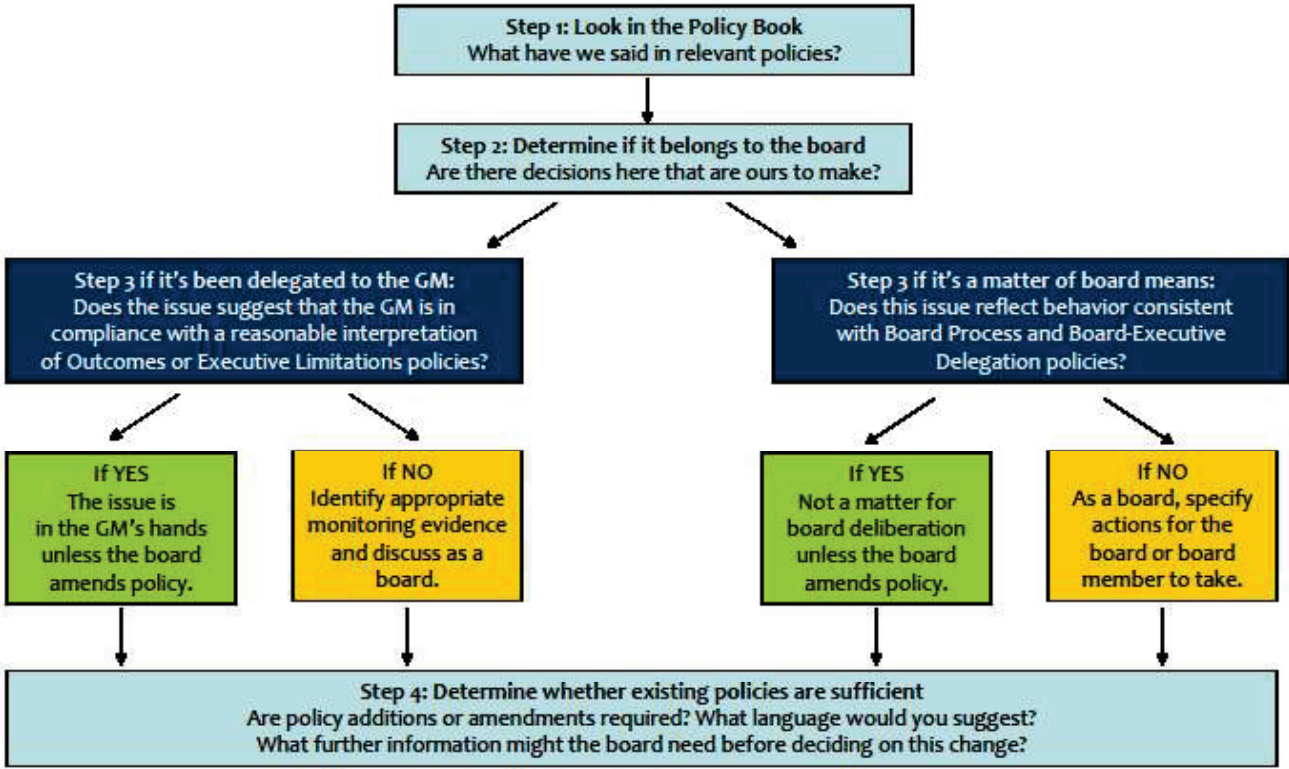 Step 1: Look in the Policy Book
What have we said in relevant policies?
Step 2: Determine if it belongs to the board
Are there decisions here that are ours to make?
Step 3 if it's been delegated to the GM:
Does the issue suggest that the GM is in
compliance with a reasonable interpretation
of Outcomes or Executive Limitations policies?
Step 3 if it's a matter of board means:
Does this issue reflect behavior consistent
with Board Process and Board-Executive
Delegation policies?
If YES
The issue is
in the GM's hands
unless the board
amends policy.
If NO
Identify appropriate
monitoring evidence
and discuss as a
board.
If YES
Not a matter for
board deliberation
unless the board
amends policy.
If NO
As a board, specify
actions for the
board or board
member to take.
Step 4: Determine whether existing policies are sufficient
Are policy additions or amendments required? What language would you suggest?
What further information might the board need before deciding on this change?